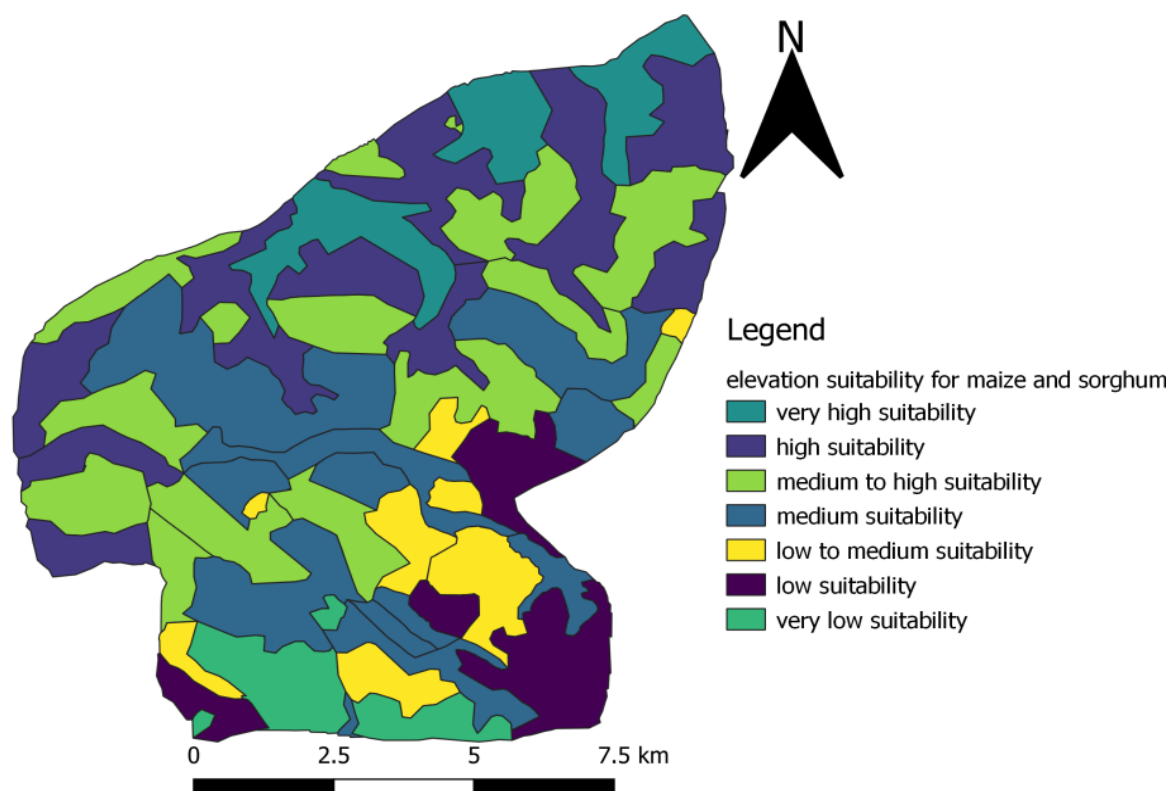 N
Legend
elevation suitability for maize and sorghum
very high suitability
high suitability
medium to high suitability
medium suitability
low to medium suitability
low suitability
very low suitability
0 2.5 5 7.5 km